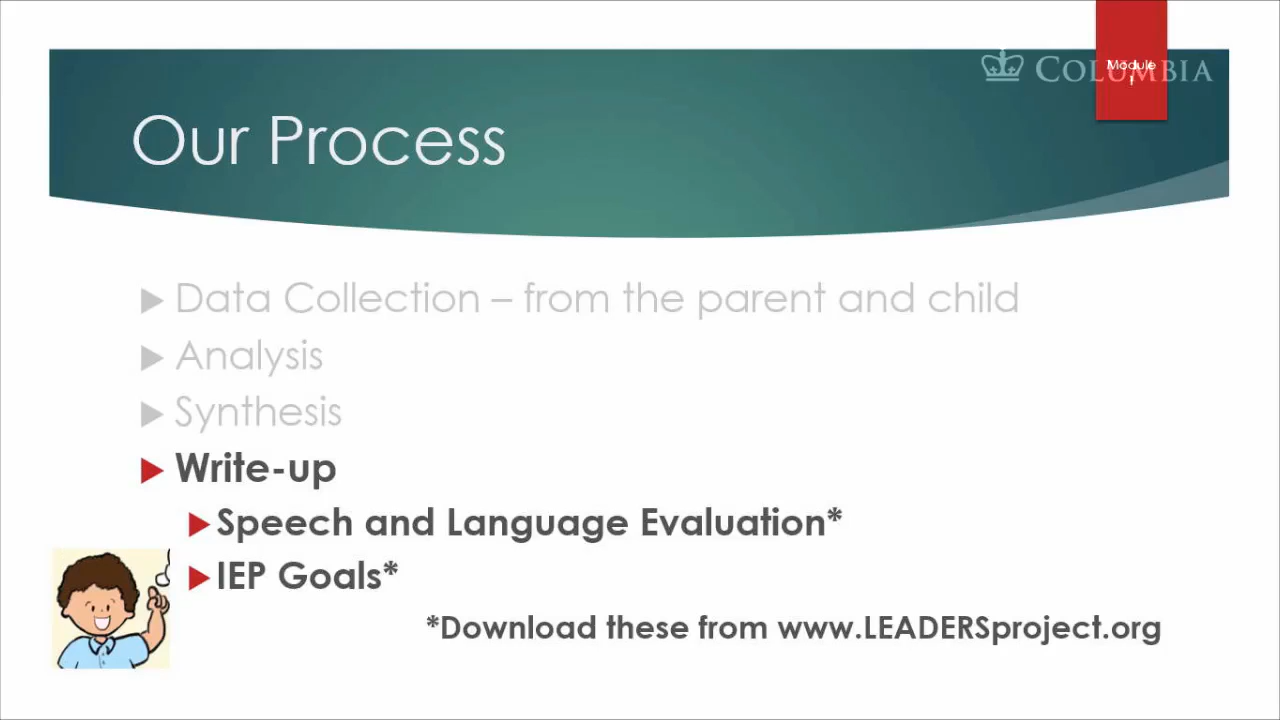 COLUMBIA
Module
1
Our Process
Data Collection – from the parent and child
Analysis
Synthesis
Write-up
Speech and Language Evaluation*
IEP Goals*
*Download these from www.LEADERSproject.org